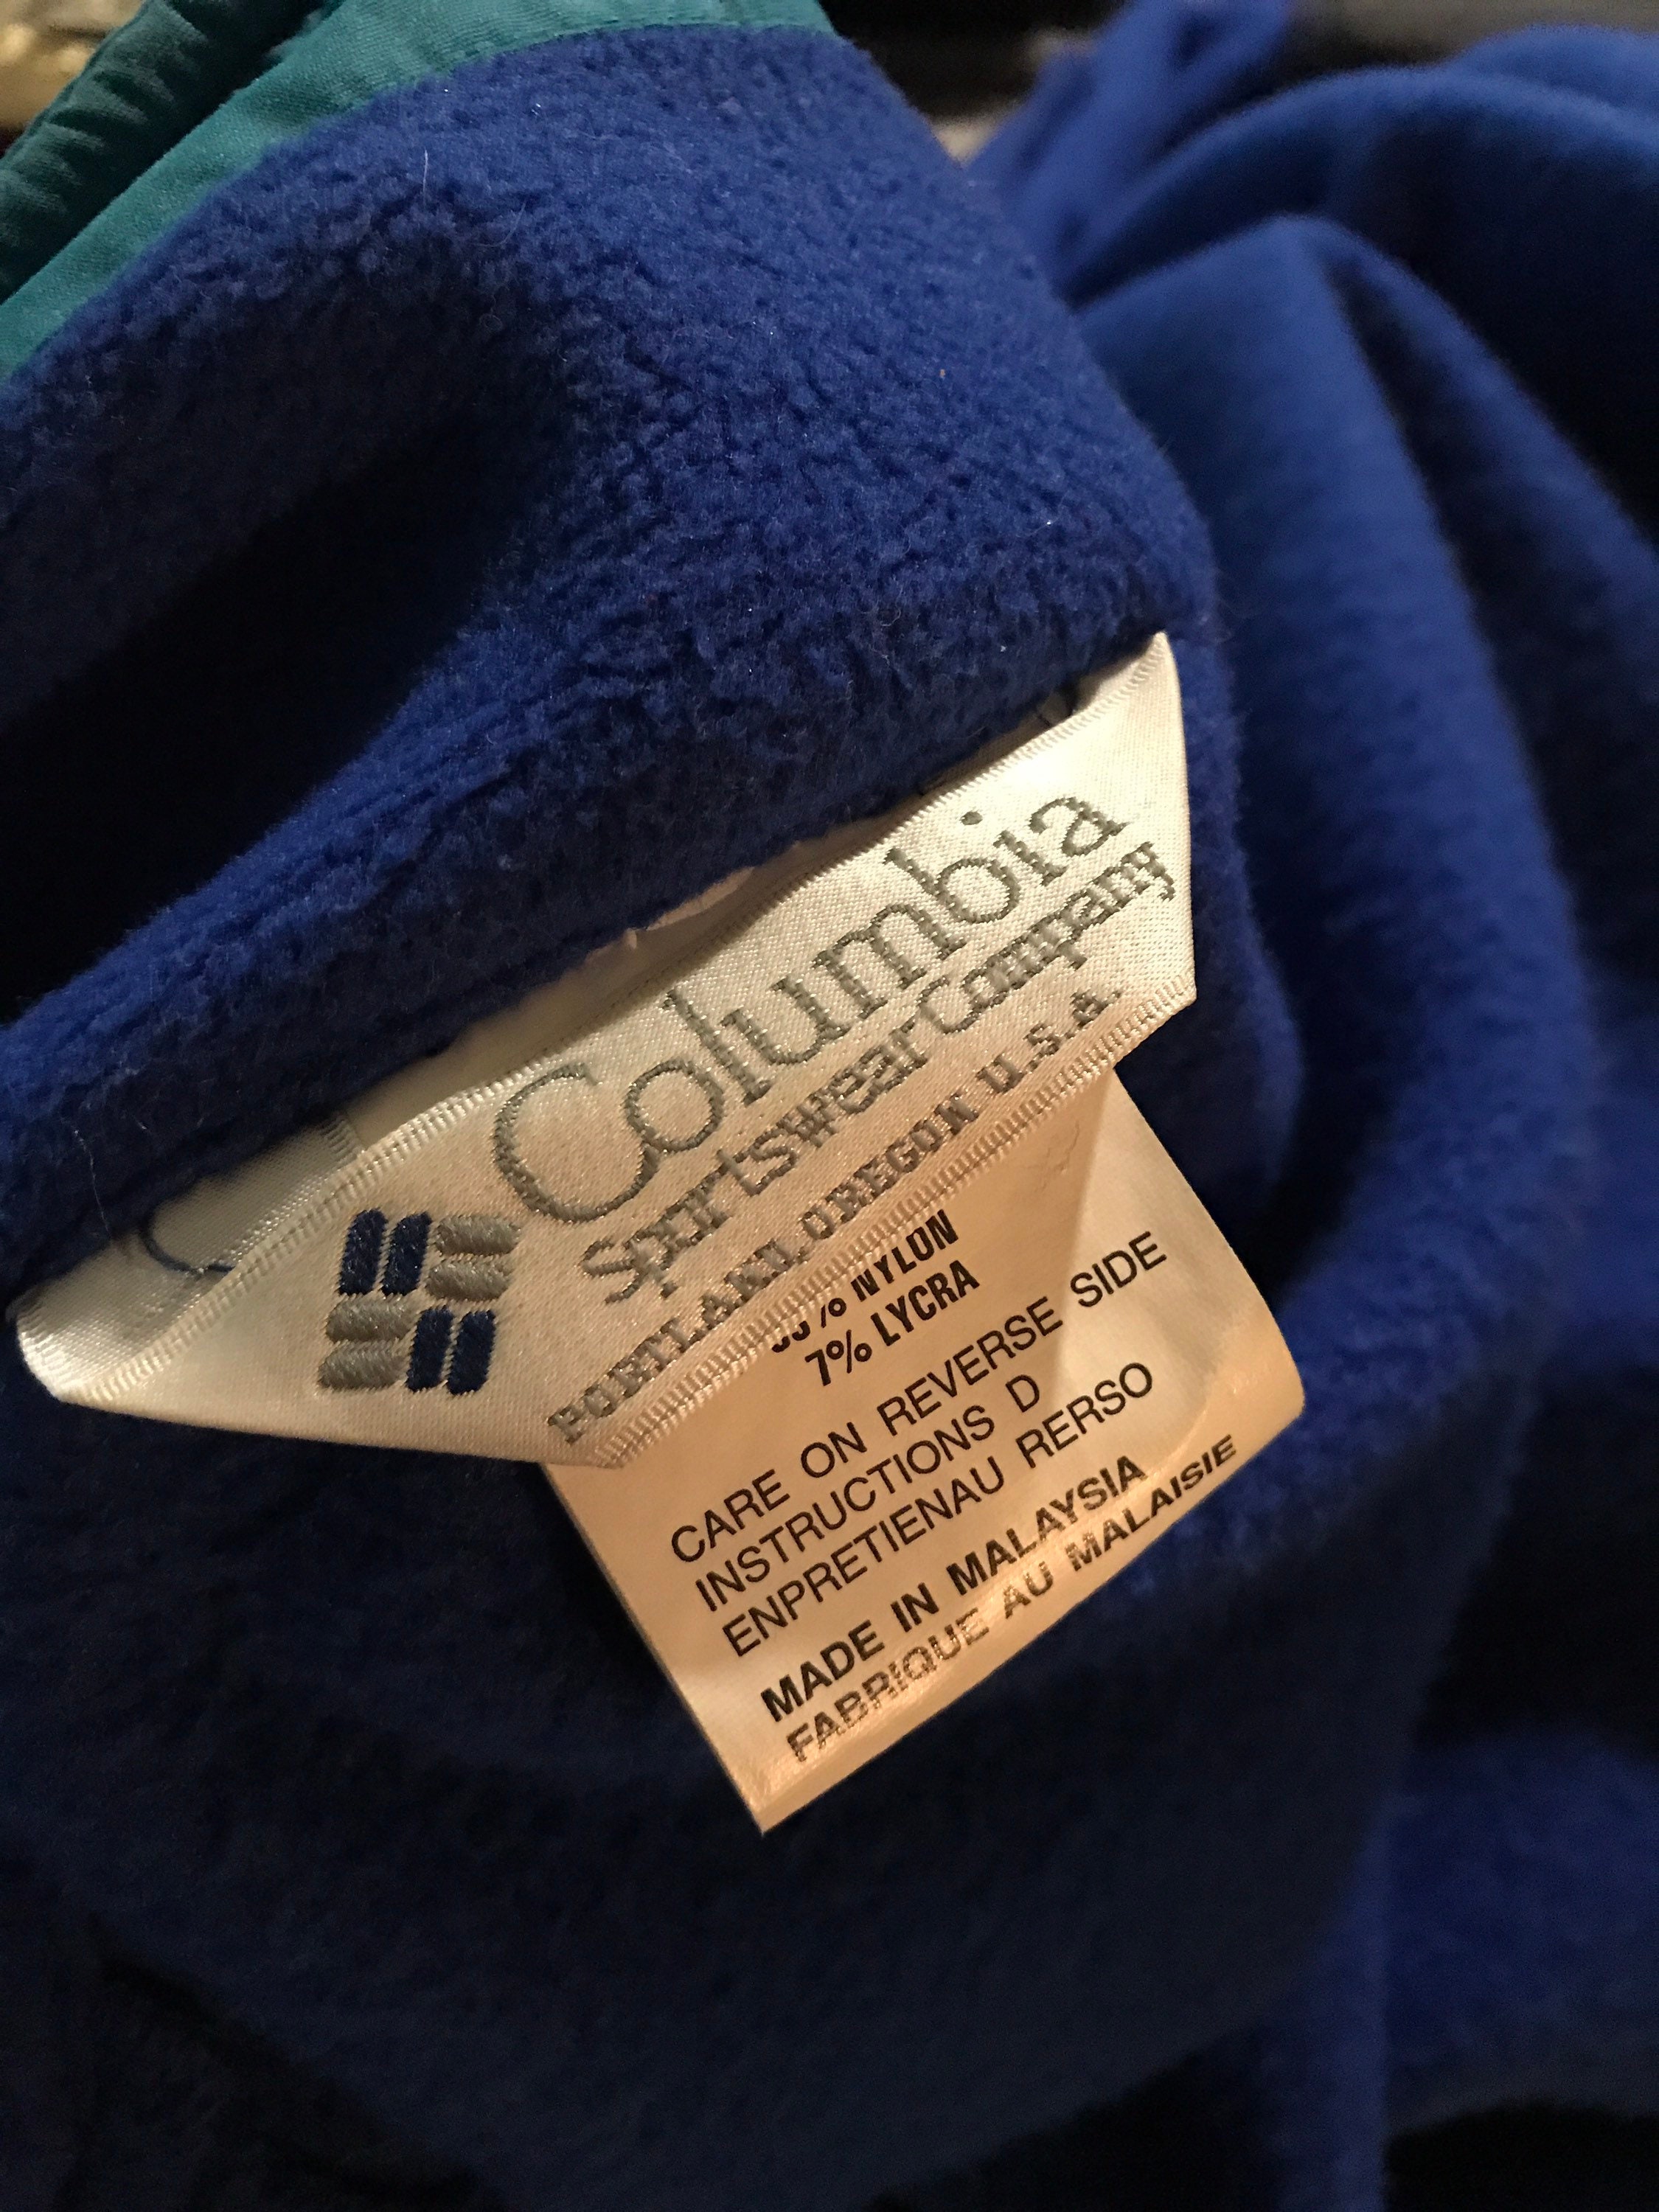 Columbia
Sportswear Company
PORTLAND, OREGON U.S.A.
% NYLON
7% LYCRA
CARE ON REVERSE SIDE
INSTRUCTIONS D
ENPRETIENAU RERSO
MADE IN MALAYSIA
FABRIQUE AU MALAISIE